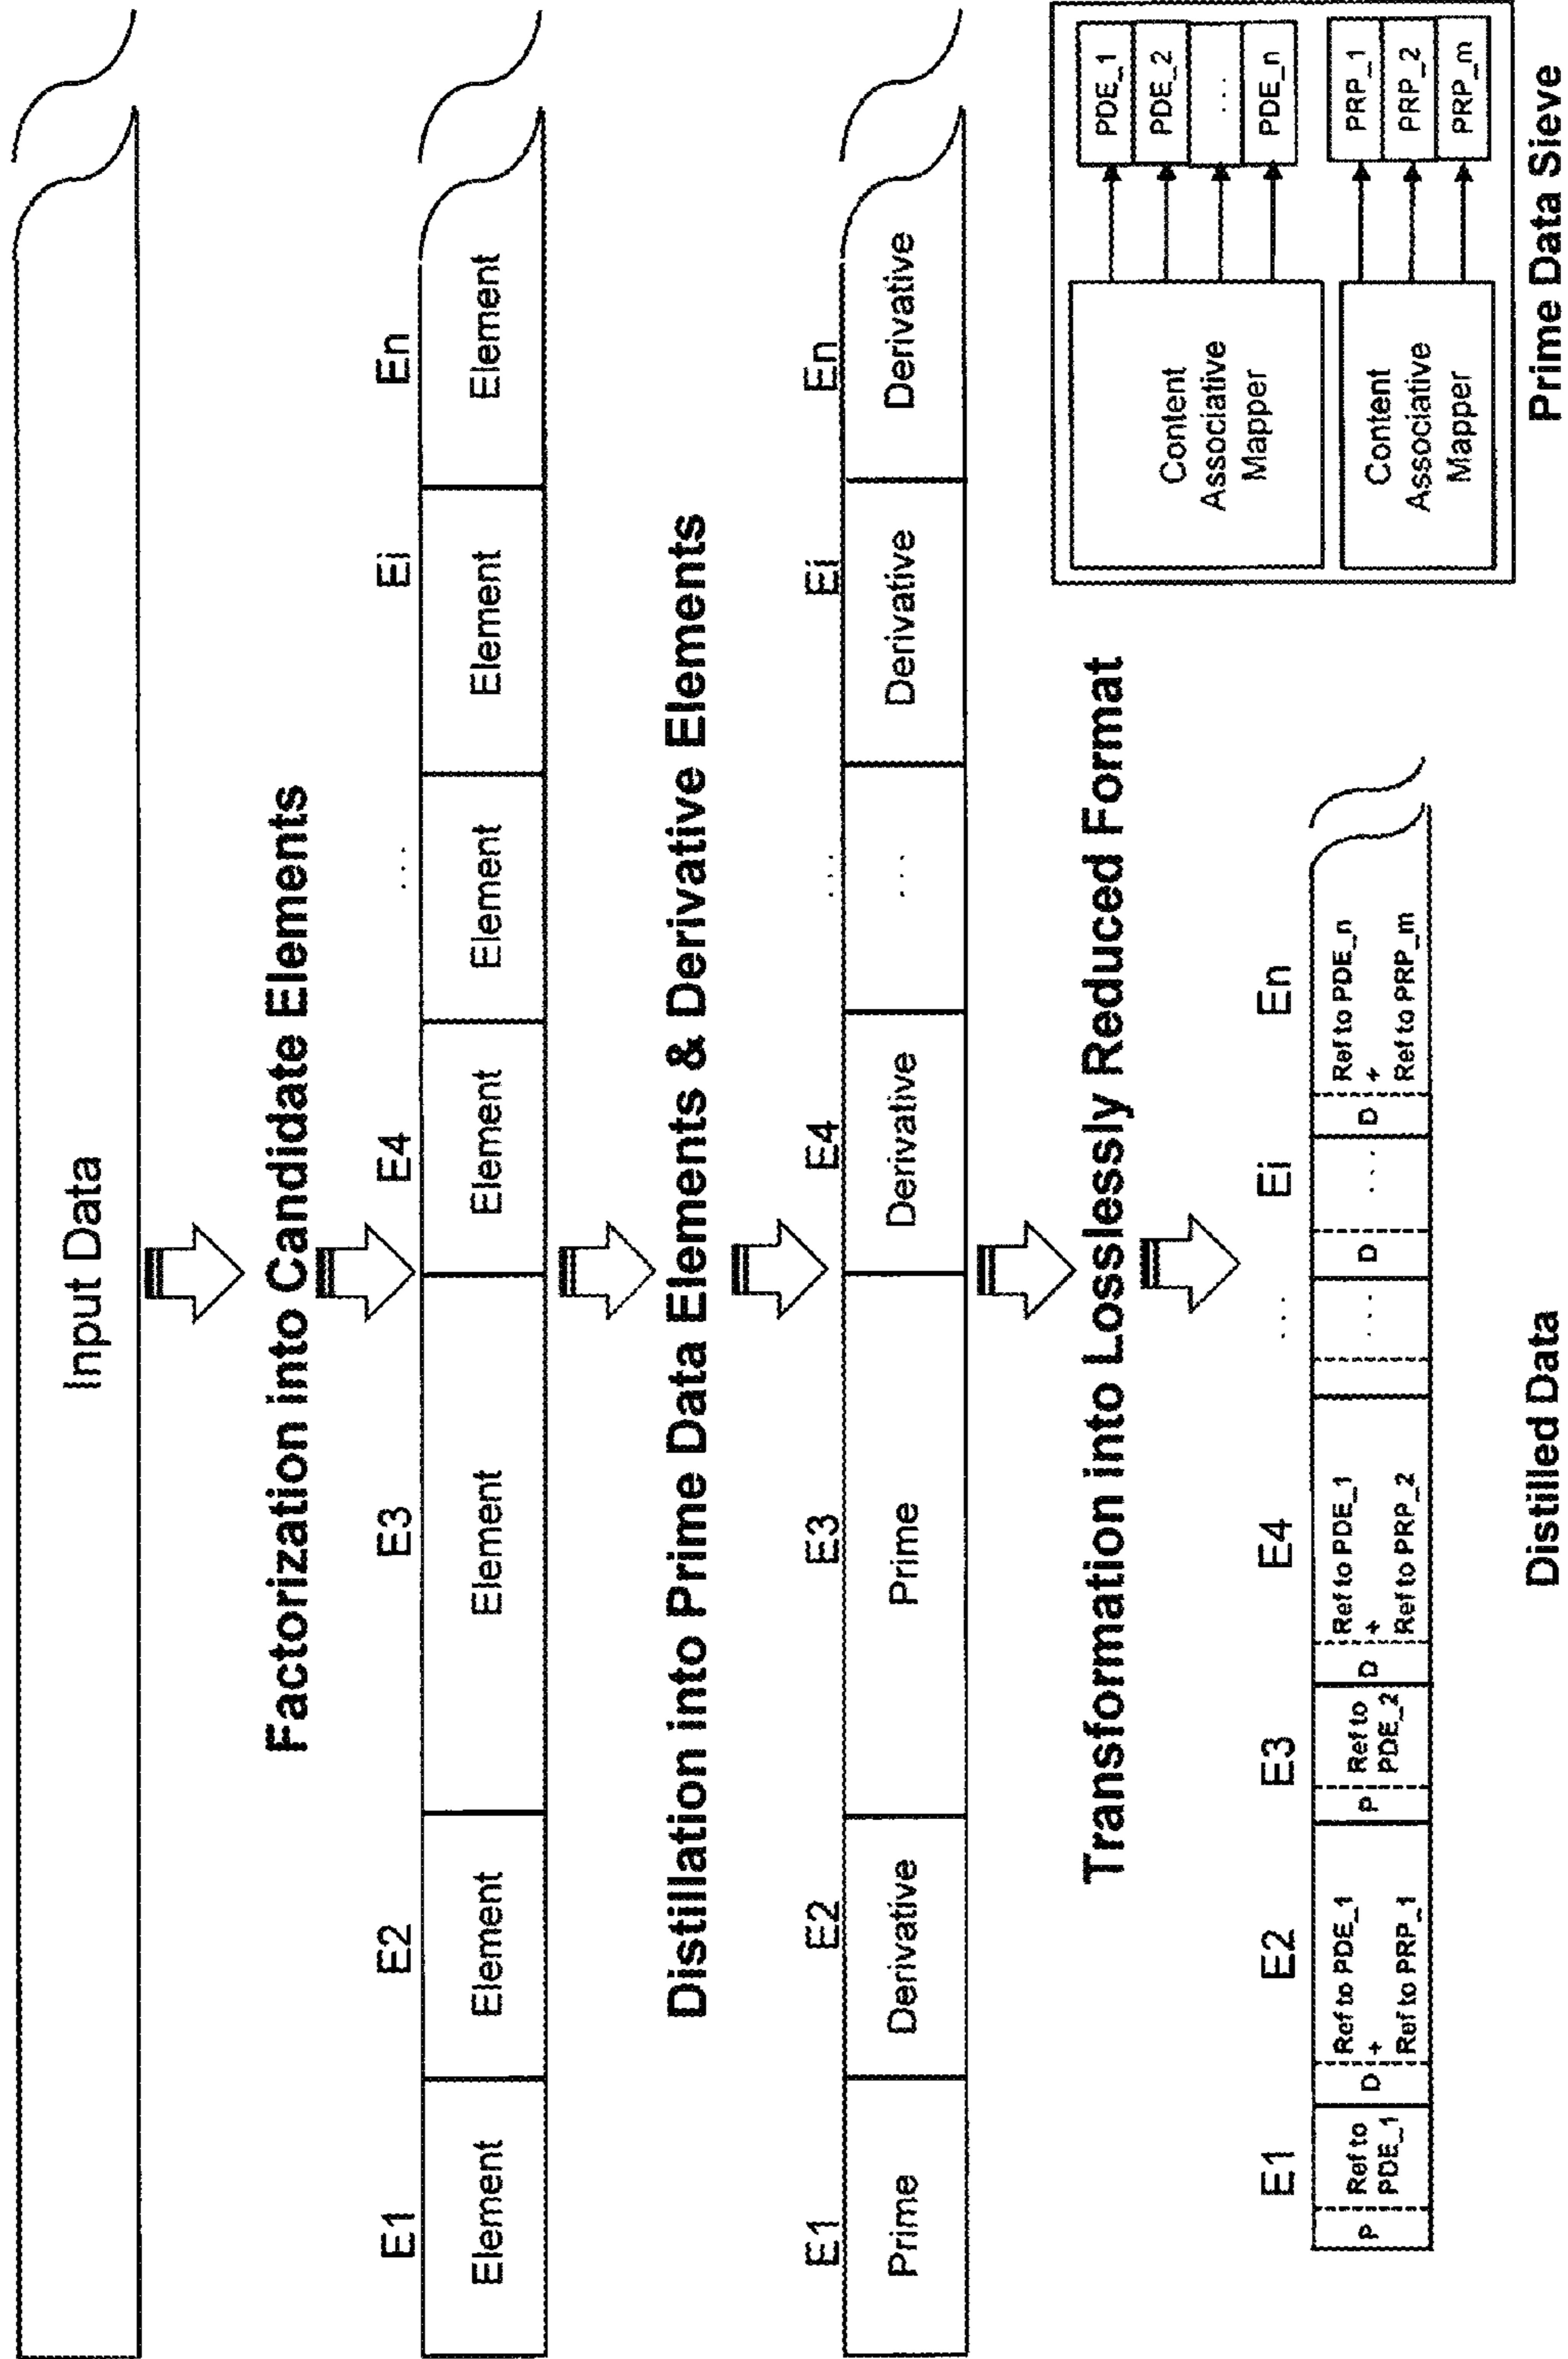 Input Data
Factorization into Candidate Elements
E1 E2 E3 E4 ... Ei En
Element Element Element Element Element Element Element
Distillation into Prime Data Elements & Derivative Elements
E1 E2 E3 E4 ... Ei En
Prime Derivative Prime Derivative ... Derivative Derivative
Transformation into Losslessly Reduced Format
E1 E2 E3 E4 ... Ei En
P
Ref to
PDE_1
D
Ref to PDE_1
+
Ref to PRP_1
P
Ref to
PDE_2
D
Ref to PDE_1
+
Ref to PRP_2
...
D
...
D
Ref to PDE_n
+
Ref to PRP_m
Distilled Data
Content
Associative
Mapper
PDE_1
PDE_2
...
PDE_n
Content
Associative
Mapper
PRP_1
PRP_2
PRP_m
Prime Data Sieve